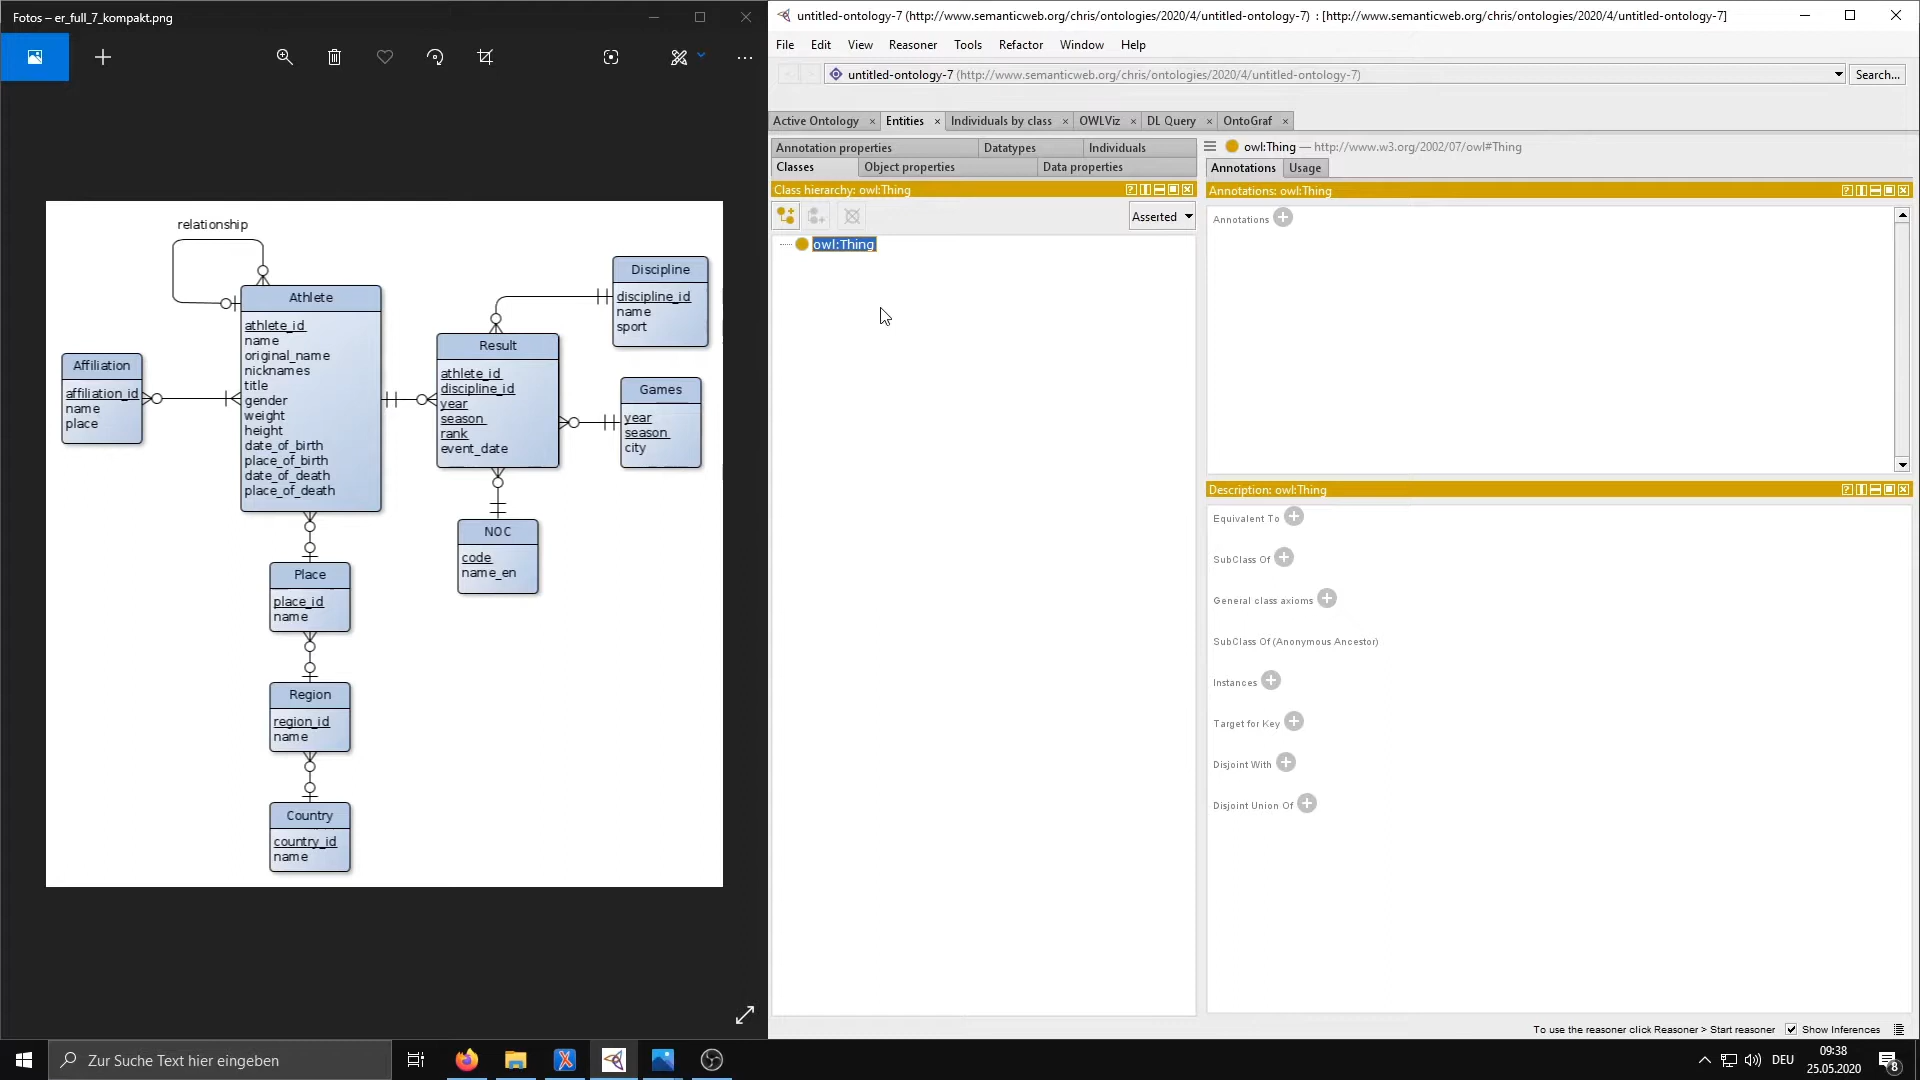 Fotos – er_full_7_kompakt.png
relationship
Athlete
athlete_id
name
original_name
nicknames
title
gender
weight
height
date_of_birth
place_of_birth
date_of_death
place_of_death
Affiliation
affiliation_id
name
place
Result
athlete_id
discipline_id
year
season
rank
event_date
Discipline
discipline_id
name
sport
Games
year
season
city
NOC
code
name_en
Place
place_id
name
Region
region_id
name
Country
country_id
name
untitled-ontology-7 (http://www.semanticweb.org/chris/ontologies/2020/4/untitled-ontology-7) : [http://www.semanticweb.org/chris/ontologies/2020/4/untitled-ontology-7]
File Edit View Reasoner Tools Refactor Window Help
untitled-ontology-7 (http://www.semanticweb.org/chris/ontologies/2020/4/untitled-ontology-7)
Search...
Active Ontology × Entities × Individuals by class × OWLViz × DL Query × OntoGraf ×
Annotation properties Datatypes Individuals
Classes Object properties Data properties
Class hierarchy: owl:Thing
Asserted
owl:Thing
owl:Thing — http://www.w3.org/2002/07/owl#Thing
Annotations Usage
Annotations: owl:Thing
Annotations
Description: owl:Thing
Equivalent To
SubClass Of
General class axioms
SubClass Of (Anonymous Ancestor)
Instances
Target for Key
Disjoint With
Disjoint Union Of
To use the reasoner click Reasoner > Start reasoner Show Inferences
Zur Suche Text hier eingeben
DEU
09:38
25.05.2020
8